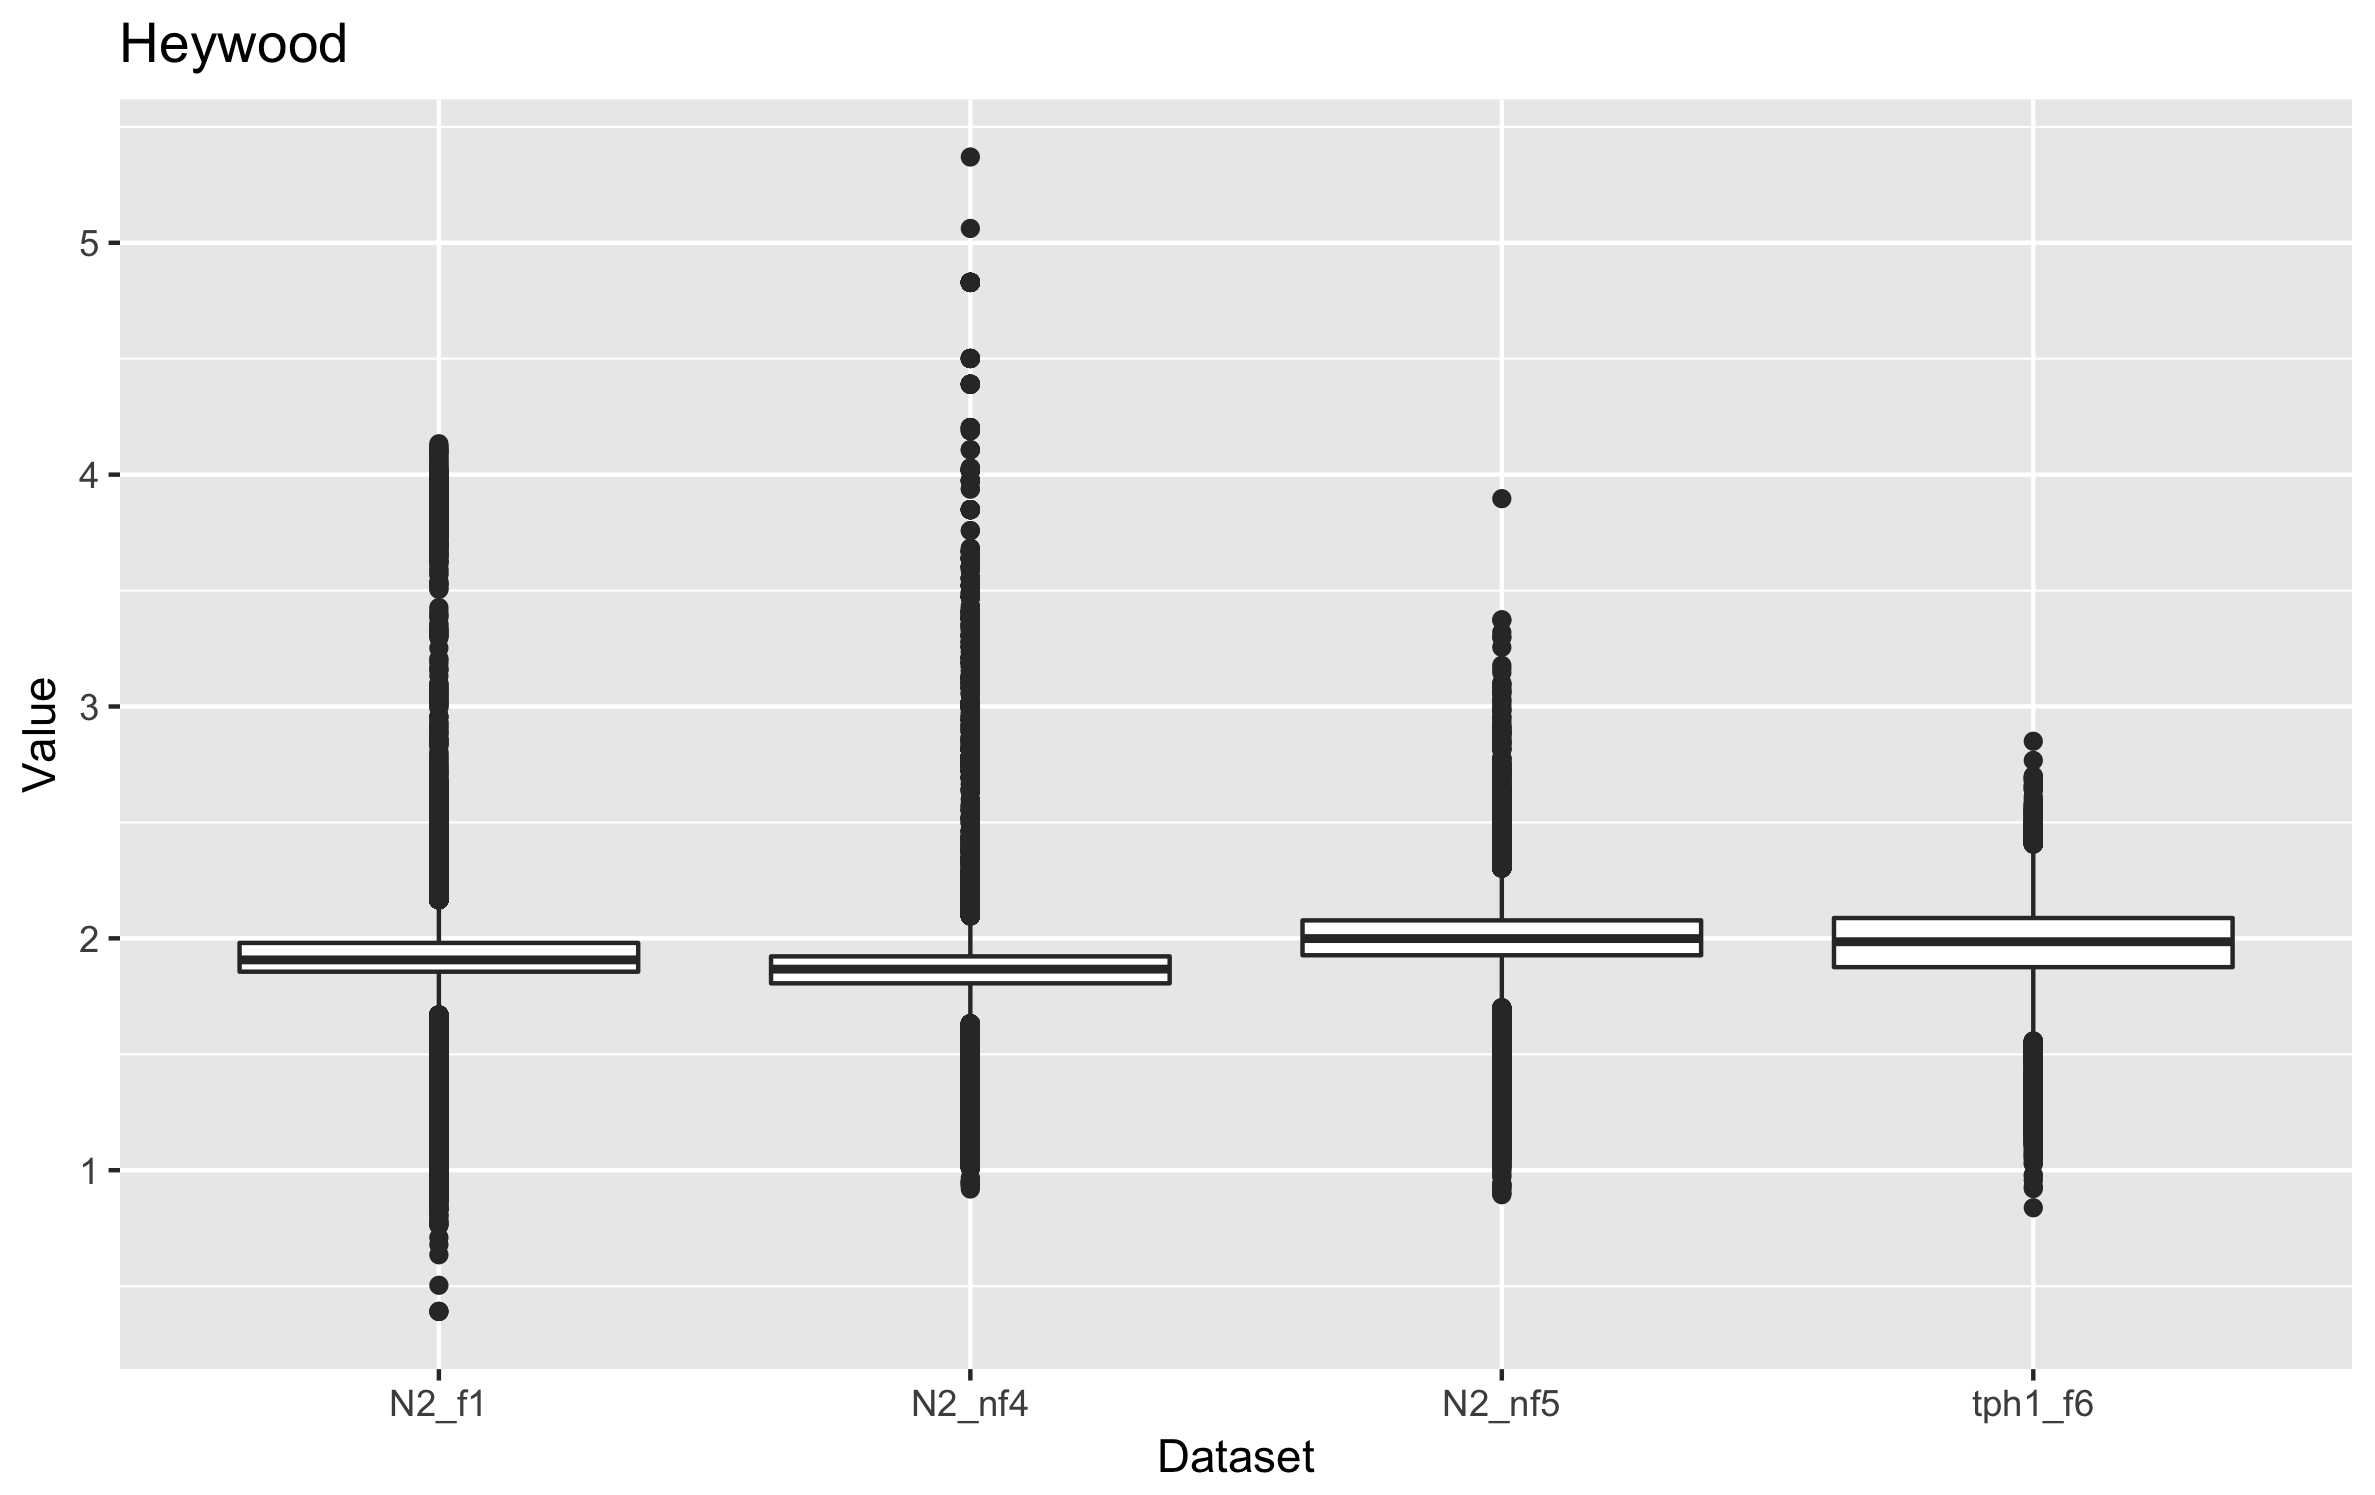 Heywood
5
4
3
2
1
Value
N2_f1
N2_nf4
N2_nf5
tph1_f6
Dataset